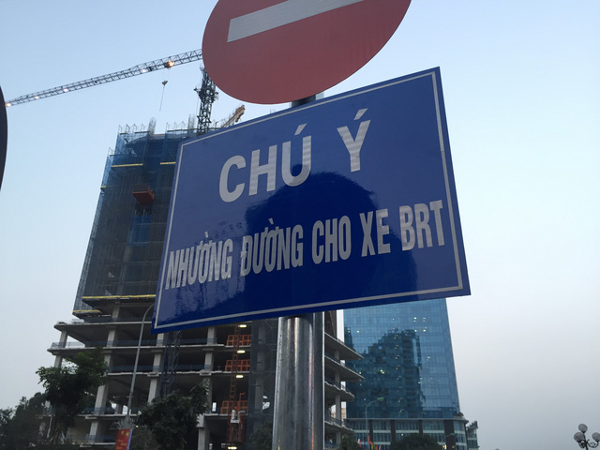 CHÚ Ý
NHƯỜNG ĐƯỜNG CHO XE BRT